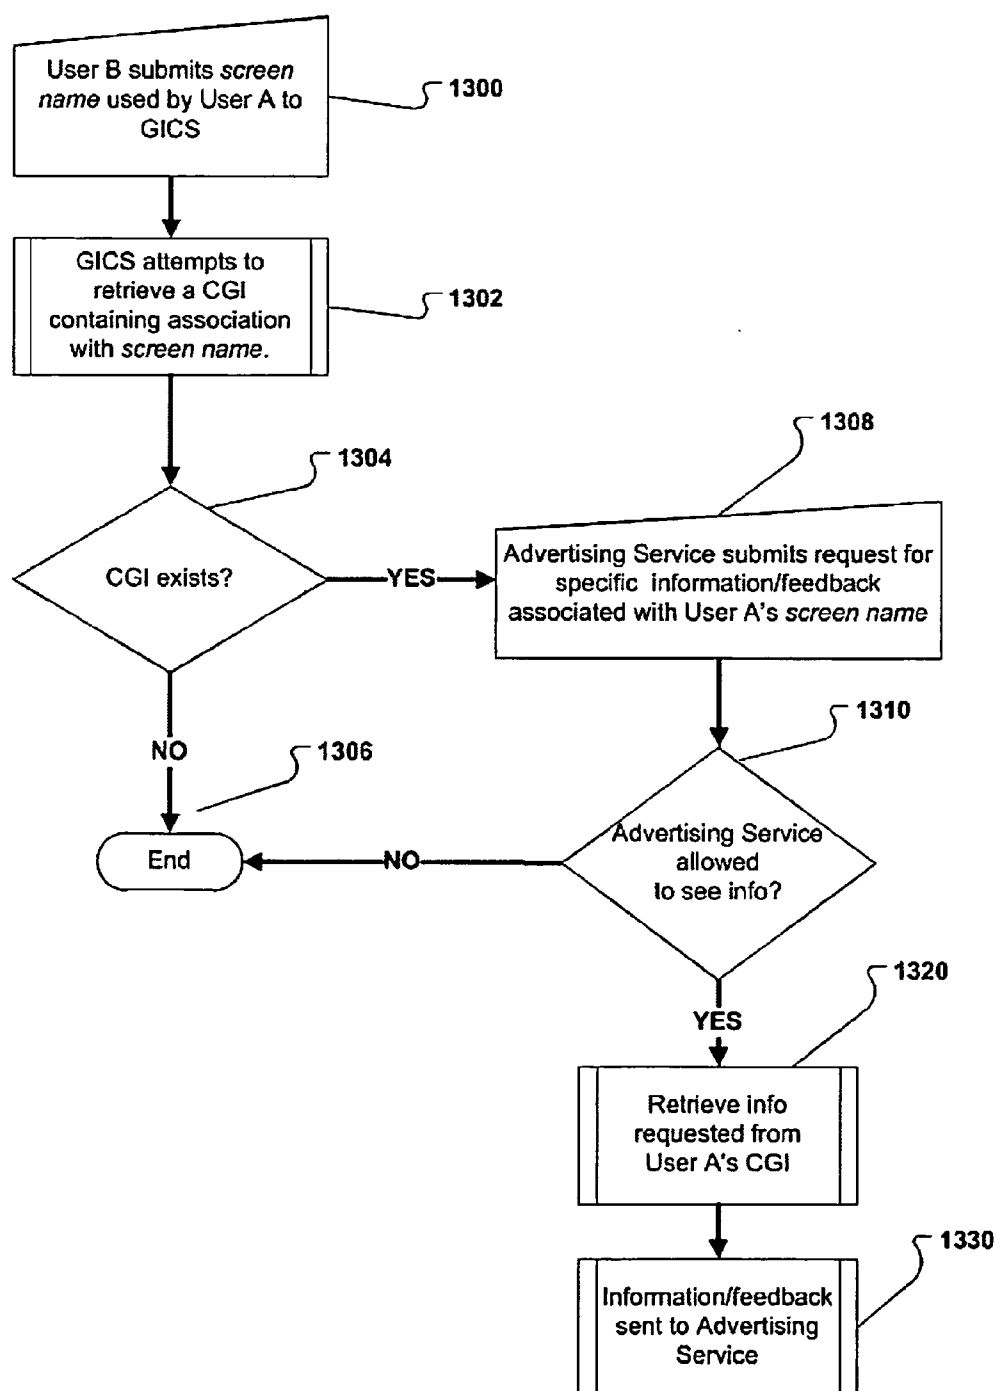 User B submits screen
name used by User A to
GICS
1300
GICS attempts to
retrieve a CGI
containing association
with screen name.
1302
1304
CGI exists?
YES
1308
Advertising Service submits request for
specific information/feedback
associated with User A's screen name
NO
1306
End
1310
Advertising Service
allowed
to see info?
NO
YES
1320
Retrieve info
requested from
User A's CGI
1330
Information/feedback
sent to Advertising
Service